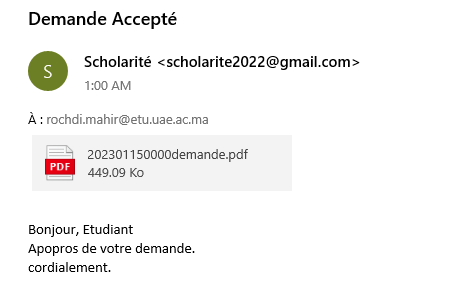 Demande Accepté
S
Scholarité <scholarite2022@gmail.com>
1:00 AM
À : rochdi.mahir@etu.uae.ac.ma
PDF
202301150000demande.pdf
449.09 Ko
Bonjour, Etudiant
Apopros de votre demande.
cordialement.